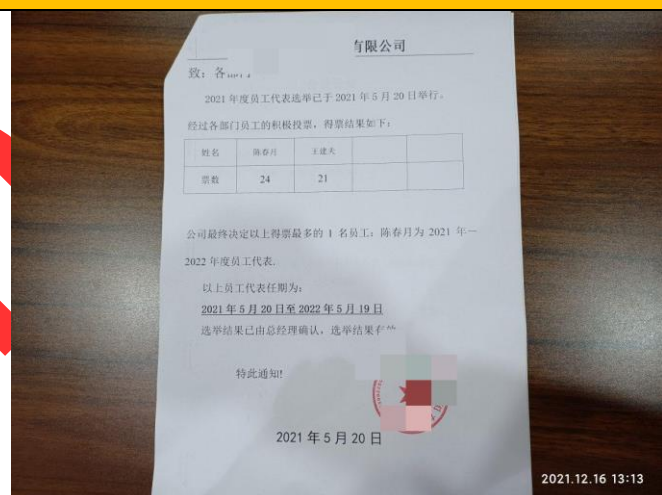 有限公司
致：各
2021 年度员工代表选举已于 2021 年 5 月 20 日举行。
经过各部门员工的积极投票，得票结果如下：
姓名 陈春月 王建夫
票数 24 21
公司最终决定以上得票最多的 1 名员工：陈春月为 2021 年—
2022 年度员工代表.
以上员工代表任期为：
2021 年 5 月 20 日至 2022 年 5 月 19 日
选举结果已由总经理确认，选举结果有效
特此通知!
2021 年 5 月 20 日
2021.12.16 13:13